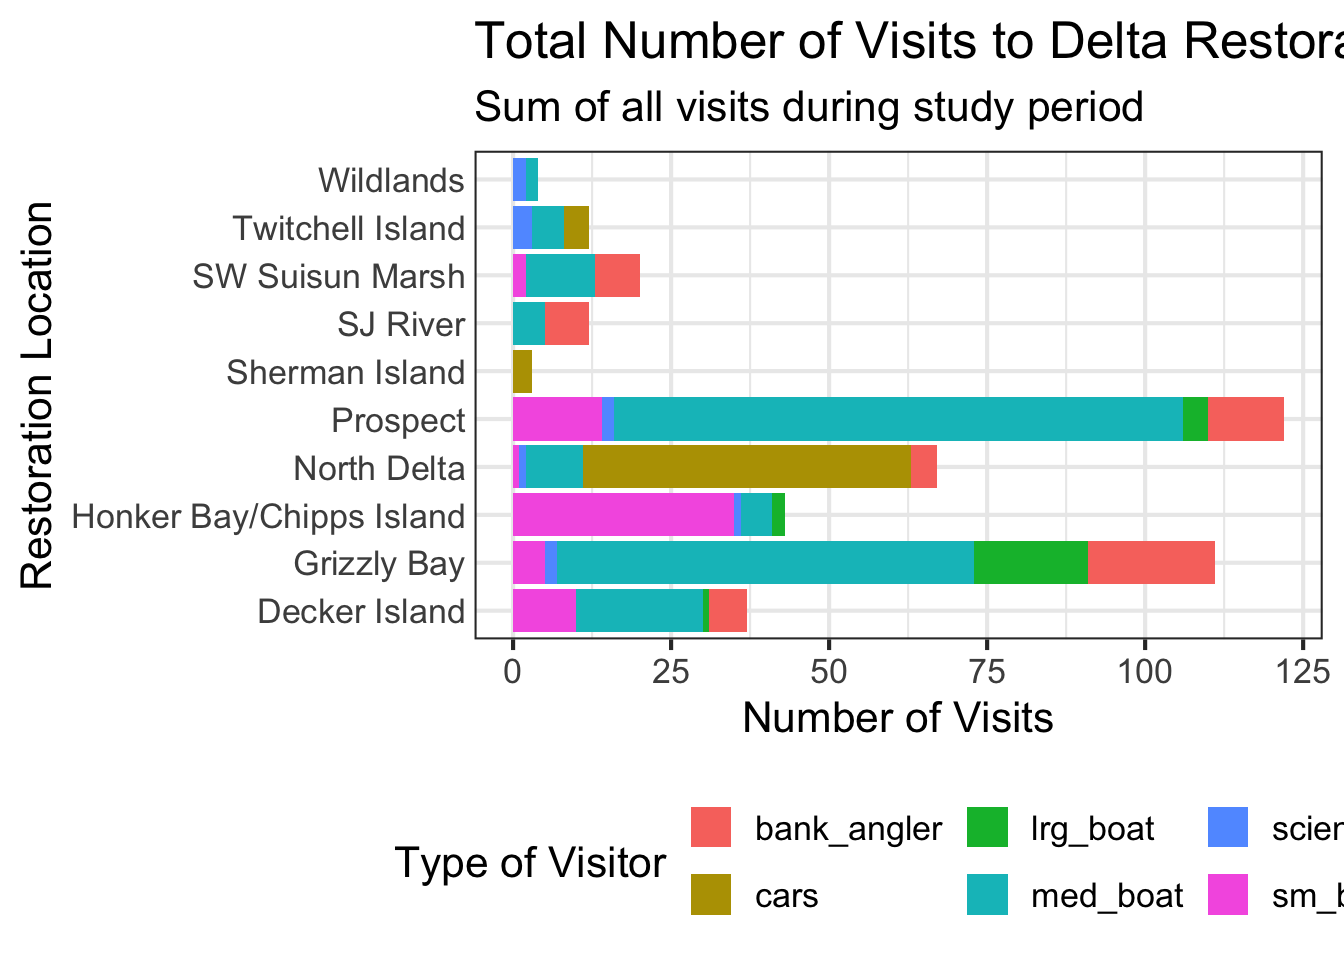 Total Number of Visits to Delta
Sum of all visits during study period
Restoration Location
Wildlands
Twitchell Island
SW Suisun Marsh
SJ River
Sherman Island
Prospect
North Delta
Honker Bay/Chipps Island
Grizzly Bay
Decker Island
0 25 50 75 100 125
Number of Visits
Type of Visitor
bank_angler lrg_boat
cars med_boat